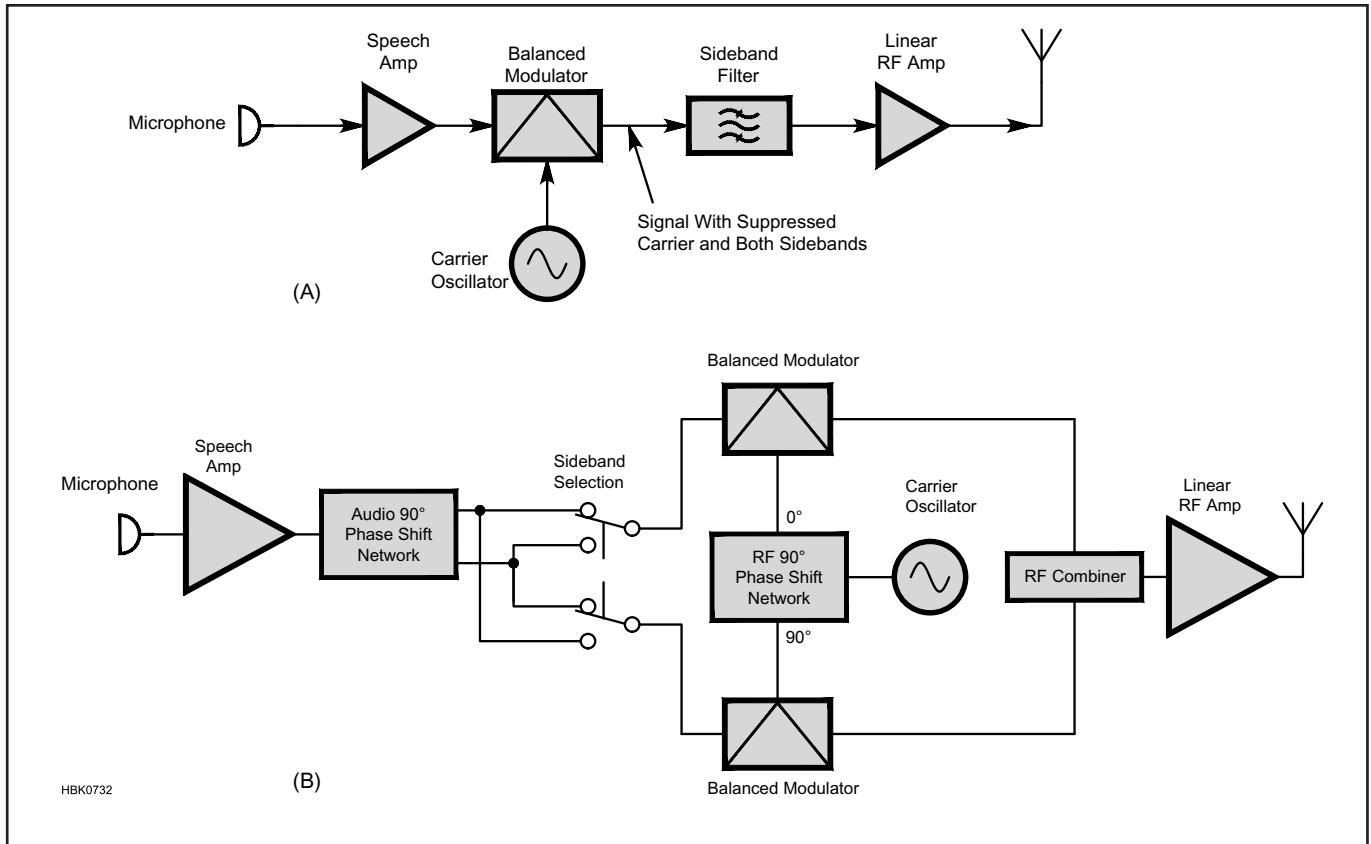 Speech
Amp
Balanced
Modulator
Sideband
Filter
Linear
RF Amp
Microphone
Signal With Suppressed
Carrier and Both Sidebands
Carrier
Oscillator
(A)
Balanced Modulator
Speech
Amp
Microphone
Audio 90°
Phase Shift
Network
Sideband
Selection
0°
RF 90°
Phase Shift
Network
90°
Carrier
Oscillator
RF Combiner
Linear
RF Amp
Balanced Modulator
(B)
HBK0732